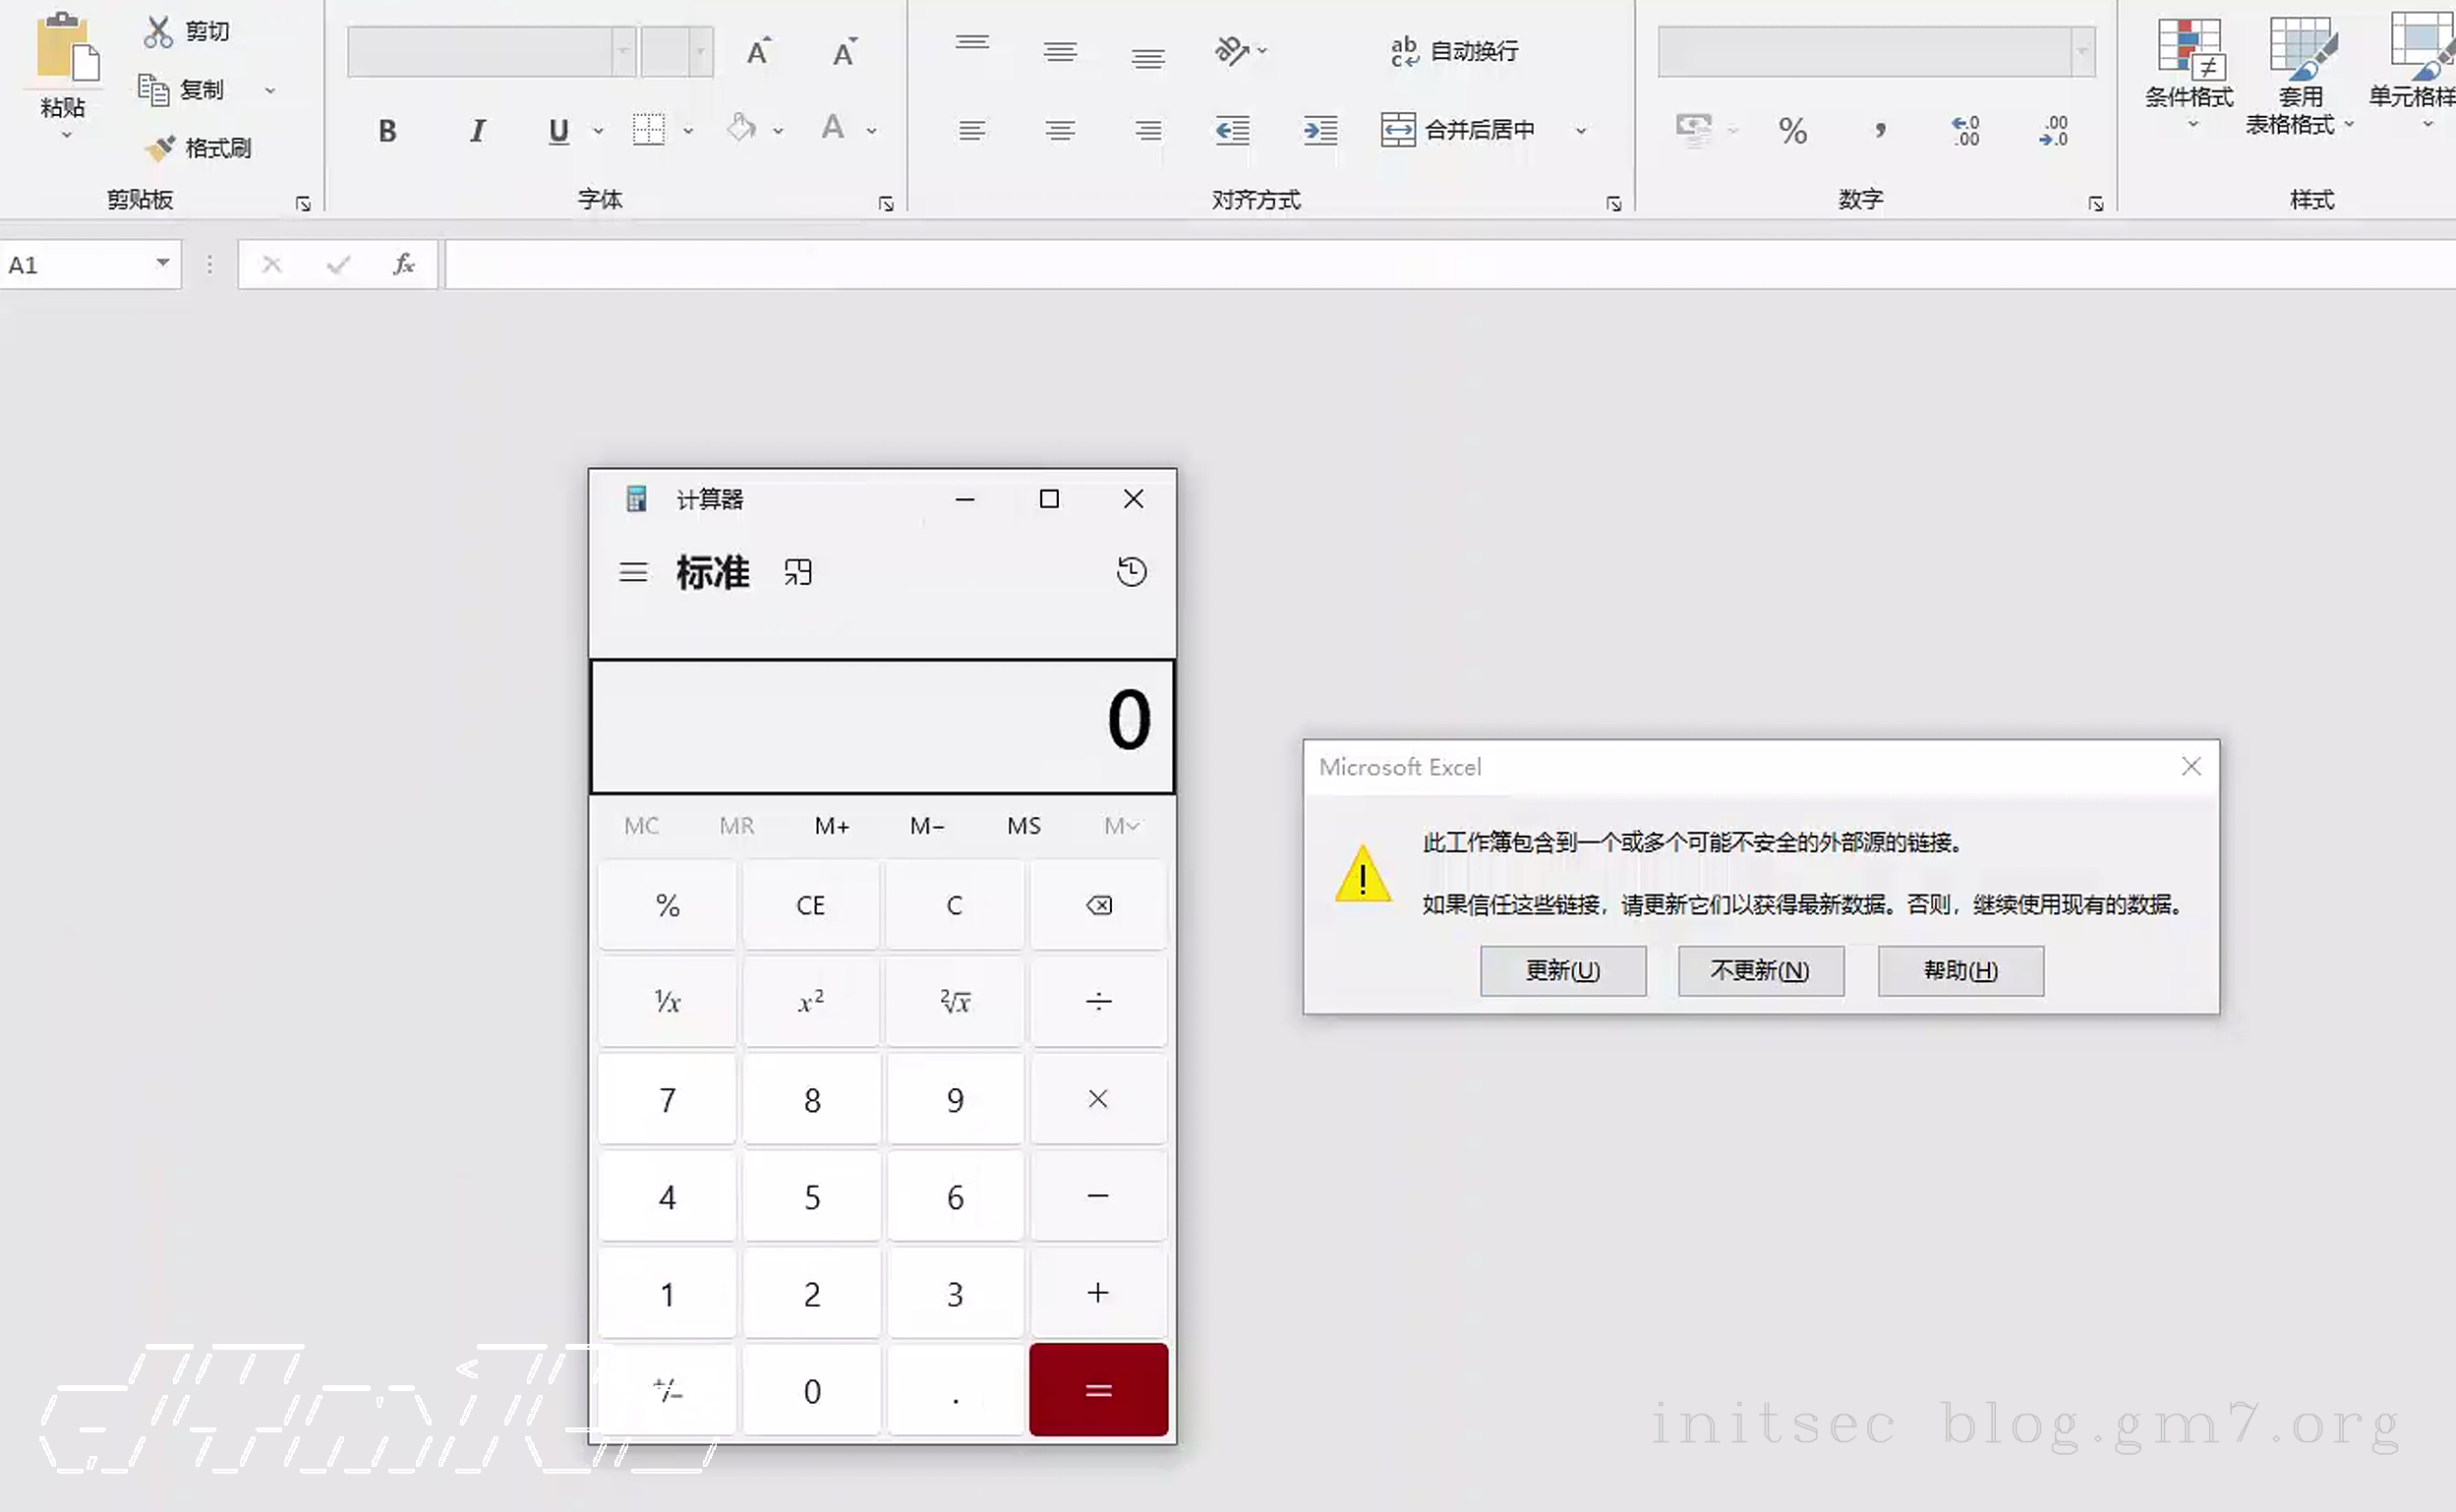 剪切
复制
格式刷
粘贴
剪贴板
B I U A
字体
自动换行
合并后居中
对齐方式
% , .0 .00 .00 .0
数字
条件格式
套用
表格格式
单元格样
样式
A1
fx
计算器
标准
0
MC MR M+ M− MS M
% CE C
¹/x x² ²√x ÷
7 8 9 ×
4 5 6 −
1 2 3 +
+/− 0 . =
Microsoft Excel
此工作簿包含到一个或多个可能不安全的外部源的链接。
如果信任这些链接，请更新它们以获得最新数据。否则，继续使用现有的数据。
更新(U) 不更新(N) 帮助(H)
initsec blog.gm7.org